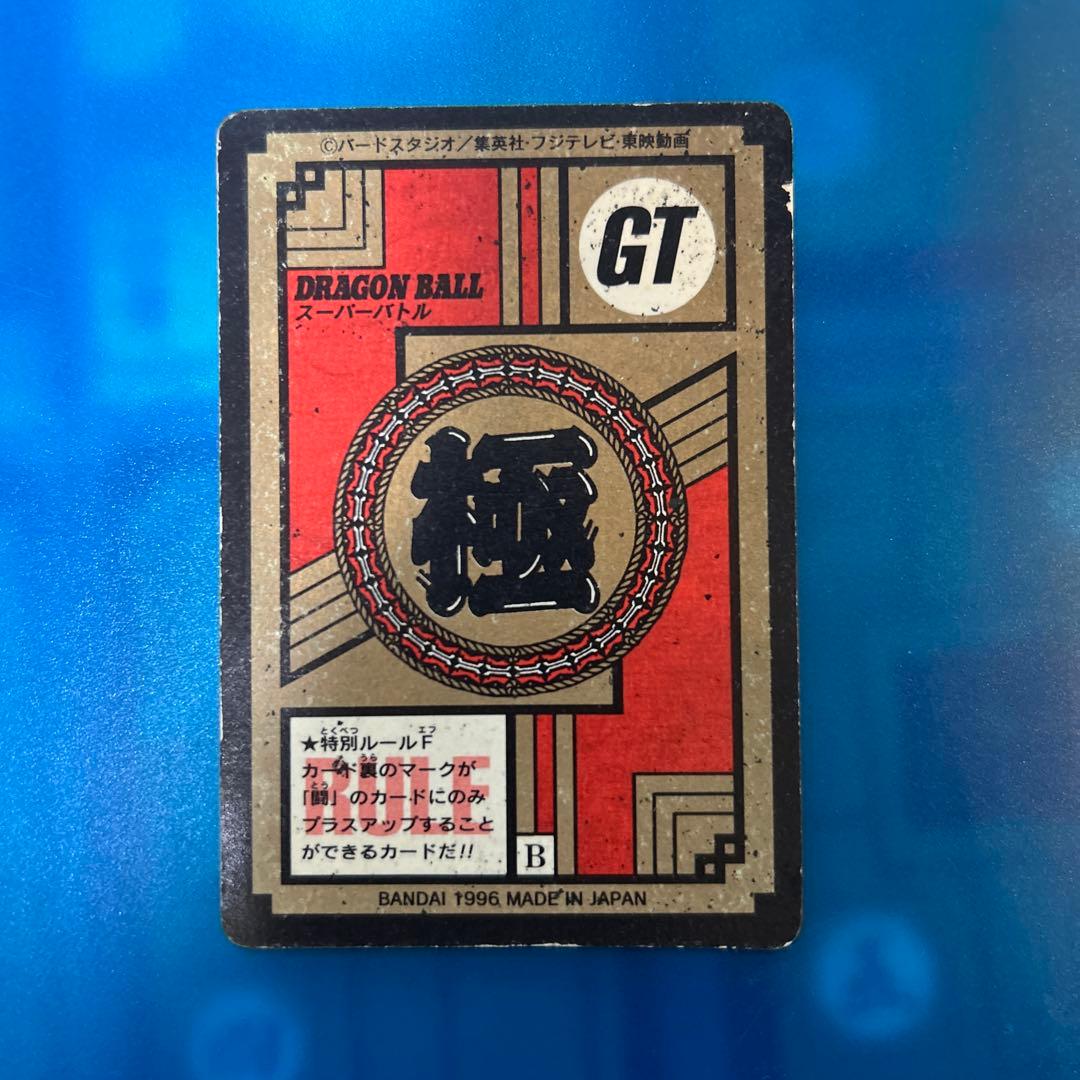 ©バードスタジオ／集英社・フジテレビ・東映動画
GT
DRAGON BALL
スーパーバトル
極
★特別ルールF
カード裏のマークが
「闘」のカードにのみ
プラスアップすること
ができるカードだ!!
RULE
B
BANDAI 1996 MADE IN JAPAN